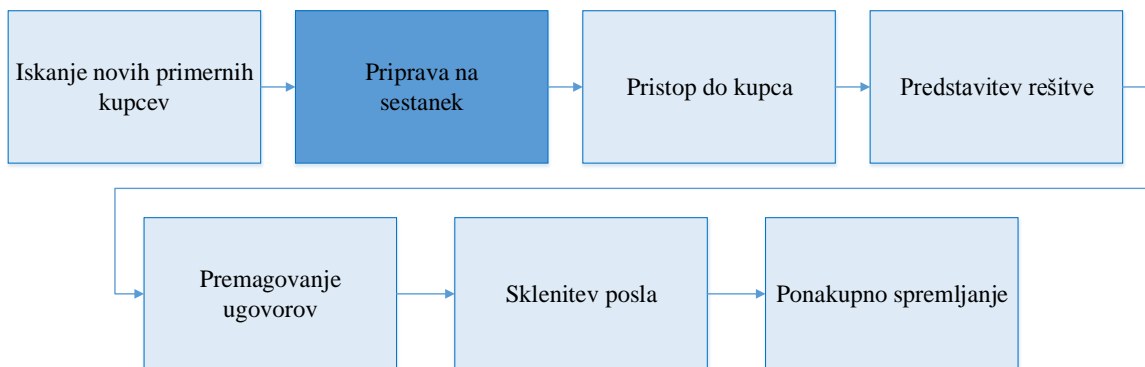 Iskanje novih primernih
kupcev
Priprava na
sestanek
Pristop do kupca
Predstavitev rešitve
Premagovanje
ugovorov
Sklenitev posla
Ponakupno spremljanje